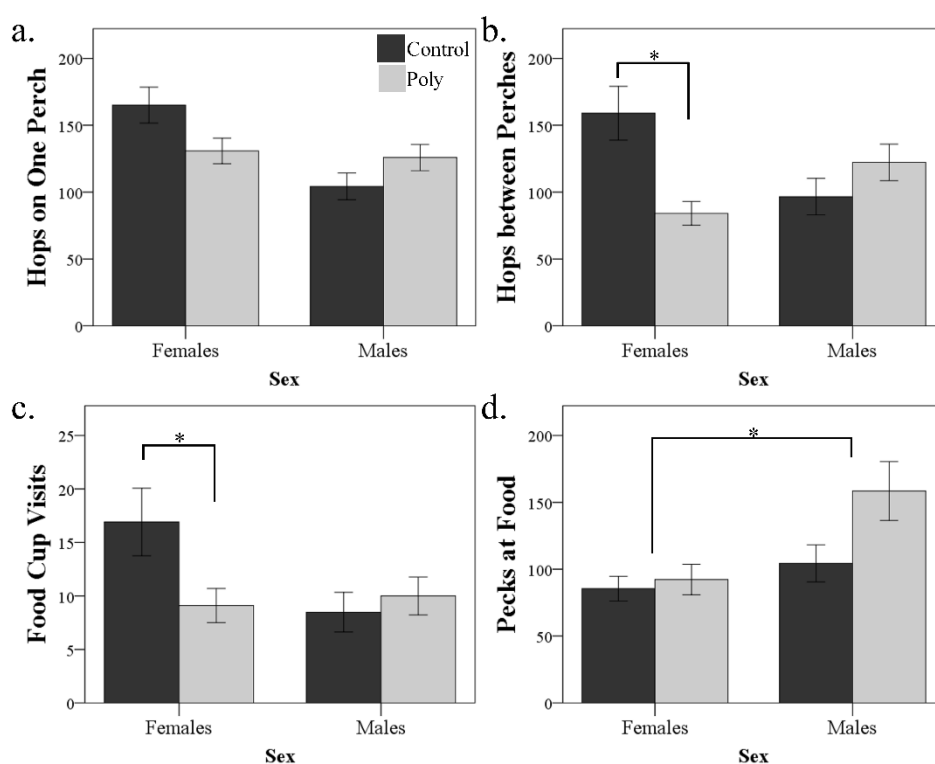 a.
Hops on One Perch
200
150
100
50
0
Control
Poly
Females
Males
Sex
b.
Hops between Perches
200
150
100
50
0
*
Females
Males
Sex
c.
Food Cup Visits
25
20
15
10
5
0
*
Females
Males
Sex
d.
Pecks at Food
200
150
100
50
0
*
Females
Males
Sex